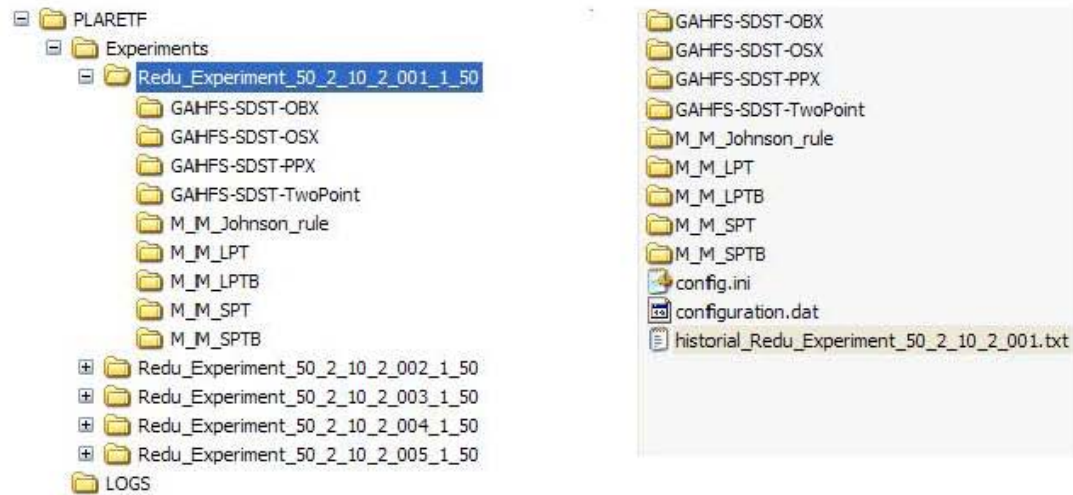 PLARETF
Experiments
Redu_Experiment_50_2_10_2_001_1_50
GAHFS-SDST-OBX
GAHFS-SDST-OSX
GAHFS-SDST-PPX
GAHFS-SDST-TwoPoint
M_M_Johnson_rule
M_M_LPT
M_M_LPTB
M_M_SPT
M_M_SPTB
Redu_Experiment_50_2_10_2_002_1_50
Redu_Experiment_50_2_10_2_003_1_50
Redu_Experiment_50_2_10_2_004_1_50
Redu_Experiment_50_2_10_2_005_1_50
LOGS
GAHFS-SDST-OBX
GAHFS-SDST-OSX
GAHFS-SDST-PPX
GAHFS-SDST-TwoPoint
M_M_Johnson_rule
M_M_LPT
M_M_LPTB
M_M_SPT
M_M_SPTB
config.ini
configuration.dat
historial_Redu_Experiment_50_2_10_2_001.txt